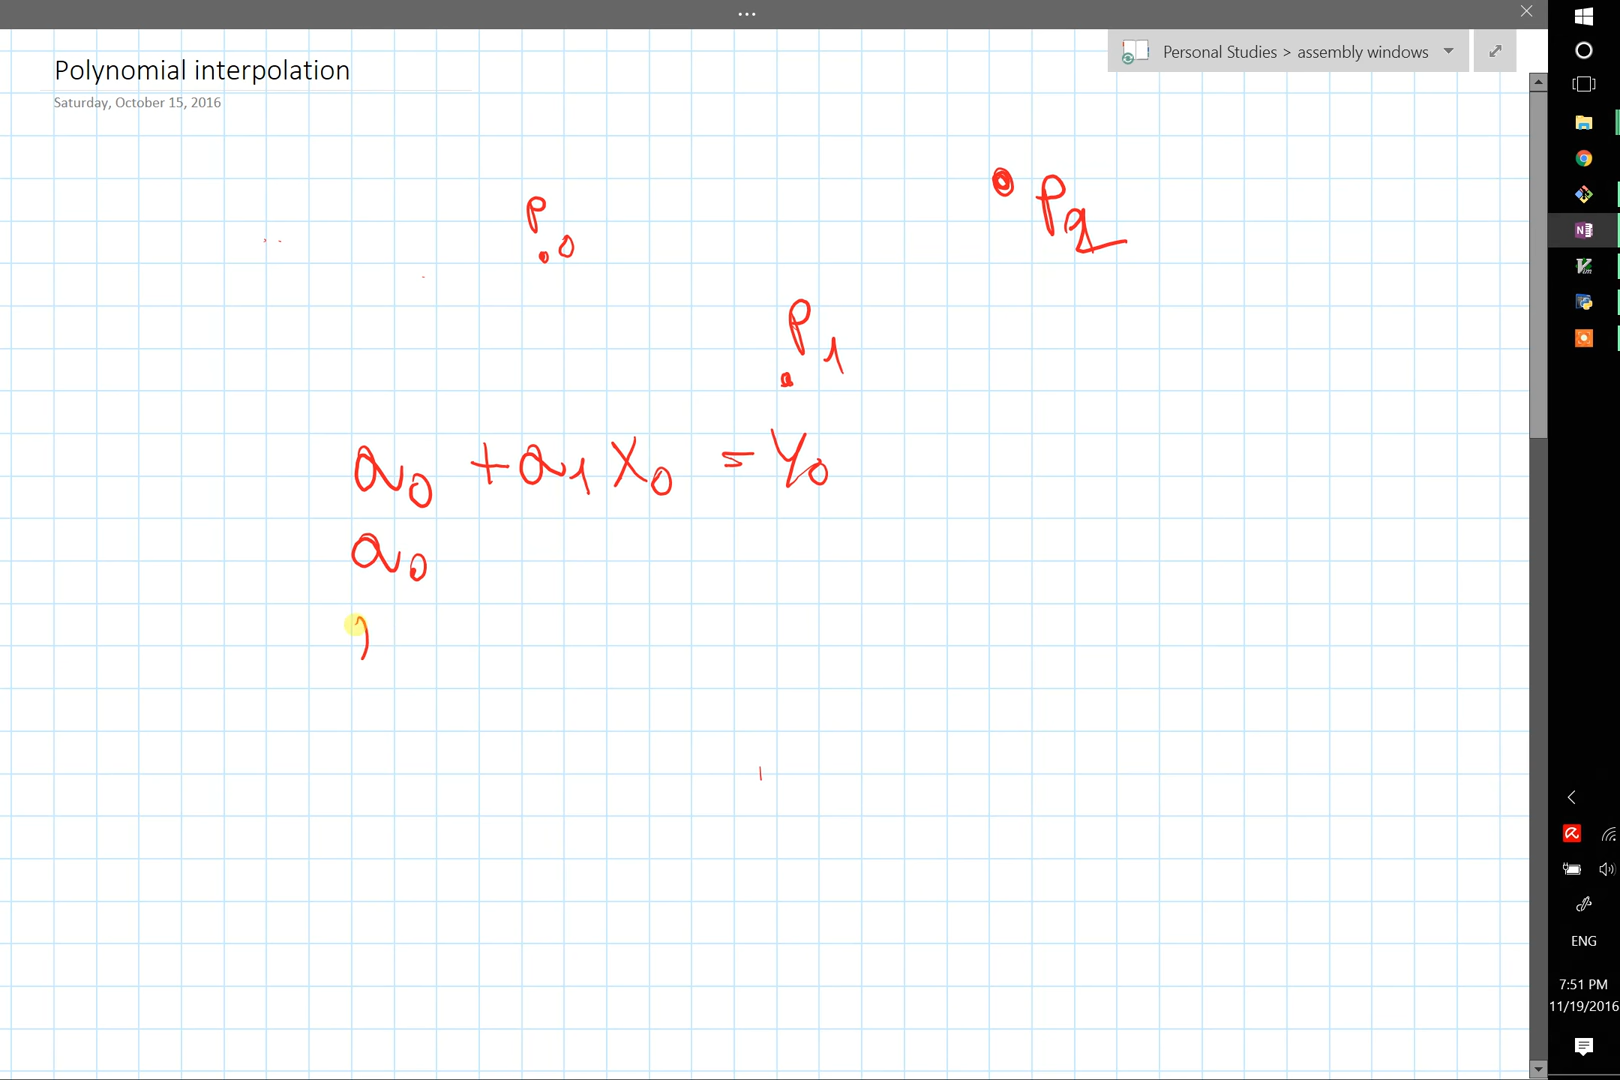 ...
Personal Studies > assembly windows
Polynomial interpolation
Saturday, October 15, 2016
P0
P2
P1
a0 + a1 x0 = y0
a0
ENG
7:51 PM
11/19/2016